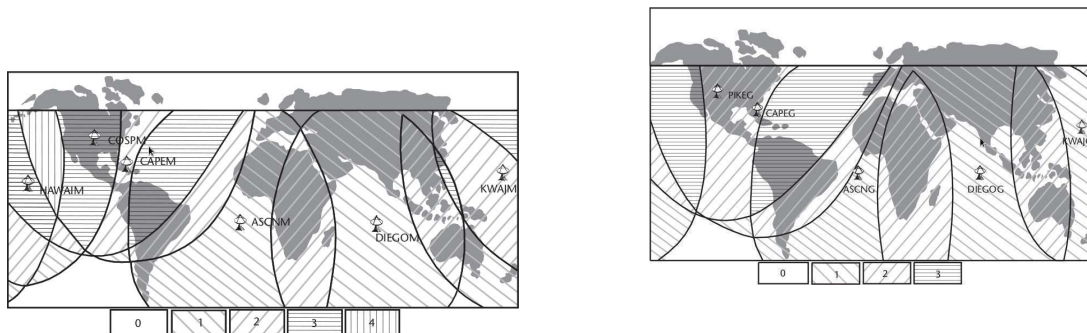 COSPM
CAPEM
HAWAIM
KWAJM
ASCNM
DIEGOM
0 1 2 3 4
PIKEG
CAPEG
KWAJG
ASCNG
DIEGOG
0 1 2 3